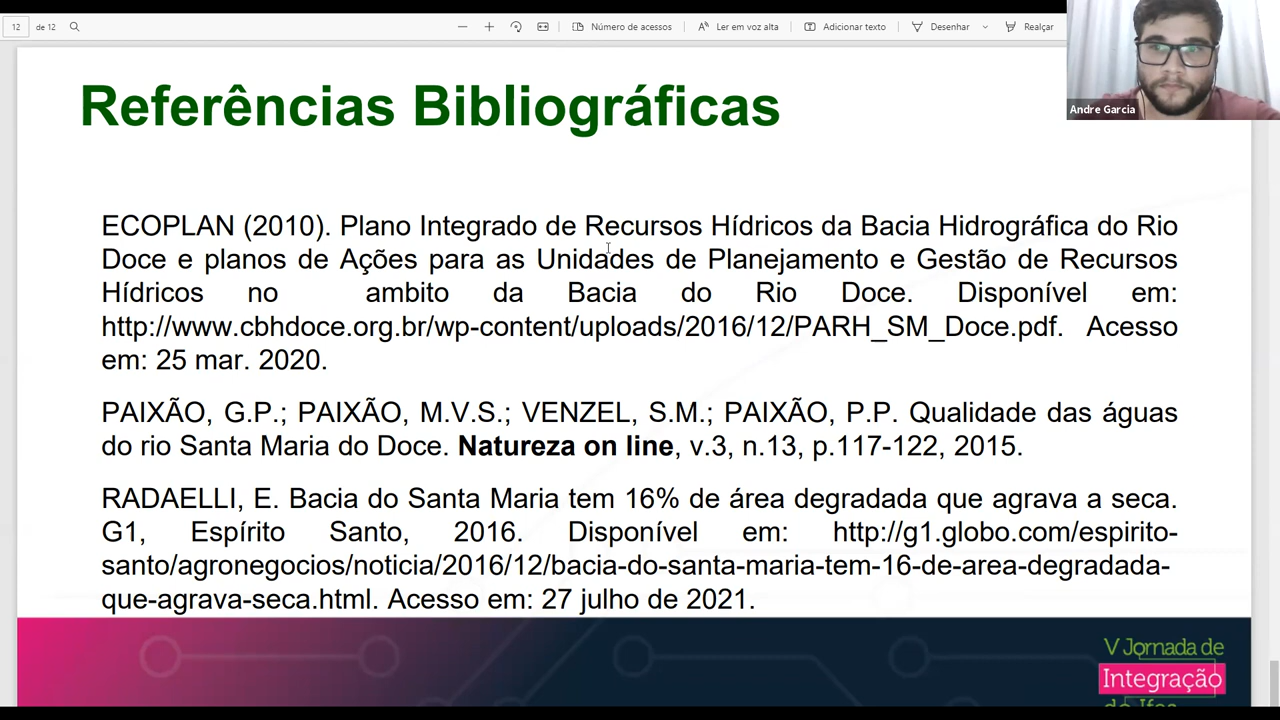 12 de 12 Número de acessos Ler em voz alta Adicionar texto Desenhar Realçar
Andre Garcia
Referências Bibliográficas
ECOPLAN (2010). Plano Integrado de Recursos Hídricos da Bacia Hidrográfica do Rio
Doce e planos de Ações para as Unidades de Planejamento e Gestão de Recursos
Hídricos no ambito da Bacia do Rio Doce. Disponível em:
http://www.cbhdoce.org.br/wp-content/uploads/2016/12/PARH_SM_Doce.pdf. Acesso
em: 25 mar. 2020.
PAIXÃO, G.P.; PAIXÃO, M.V.S.; VENZEL, S.M.; PAIXÃO, P.P. Qualidade das águas
do rio Santa Maria do Doce. Natureza on line, v.3, n.13, p.117-122, 2015.
RADAELLI, E. Bacia do Santa Maria tem 16% de área degradada que agrava a seca.
G1, Espírito Santo, 2016. Disponível em: http://g1.globo.com/espirito-
santo/agronegocios/noticia/2016/12/bacia-do-santa-maria-tem-16-de-area-degradada-
que-agrava-seca.html. Acesso em: 27 julho de 2021.
V Jornada de
Integração
do Ifes